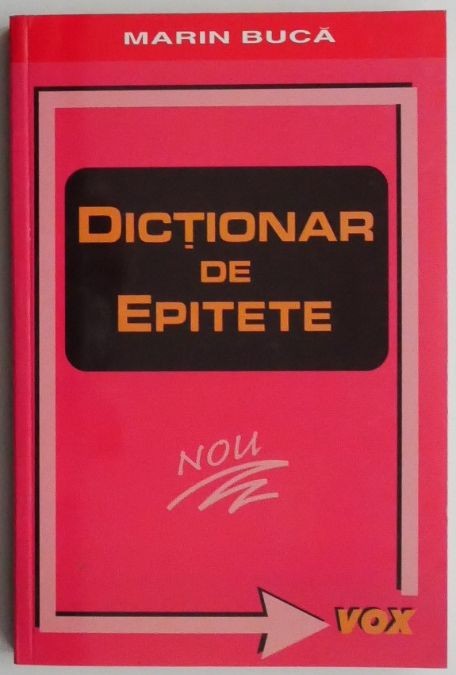 MARIN BUCĂ
DICȚIONAR
DE
EPITETE
NOU
VOX